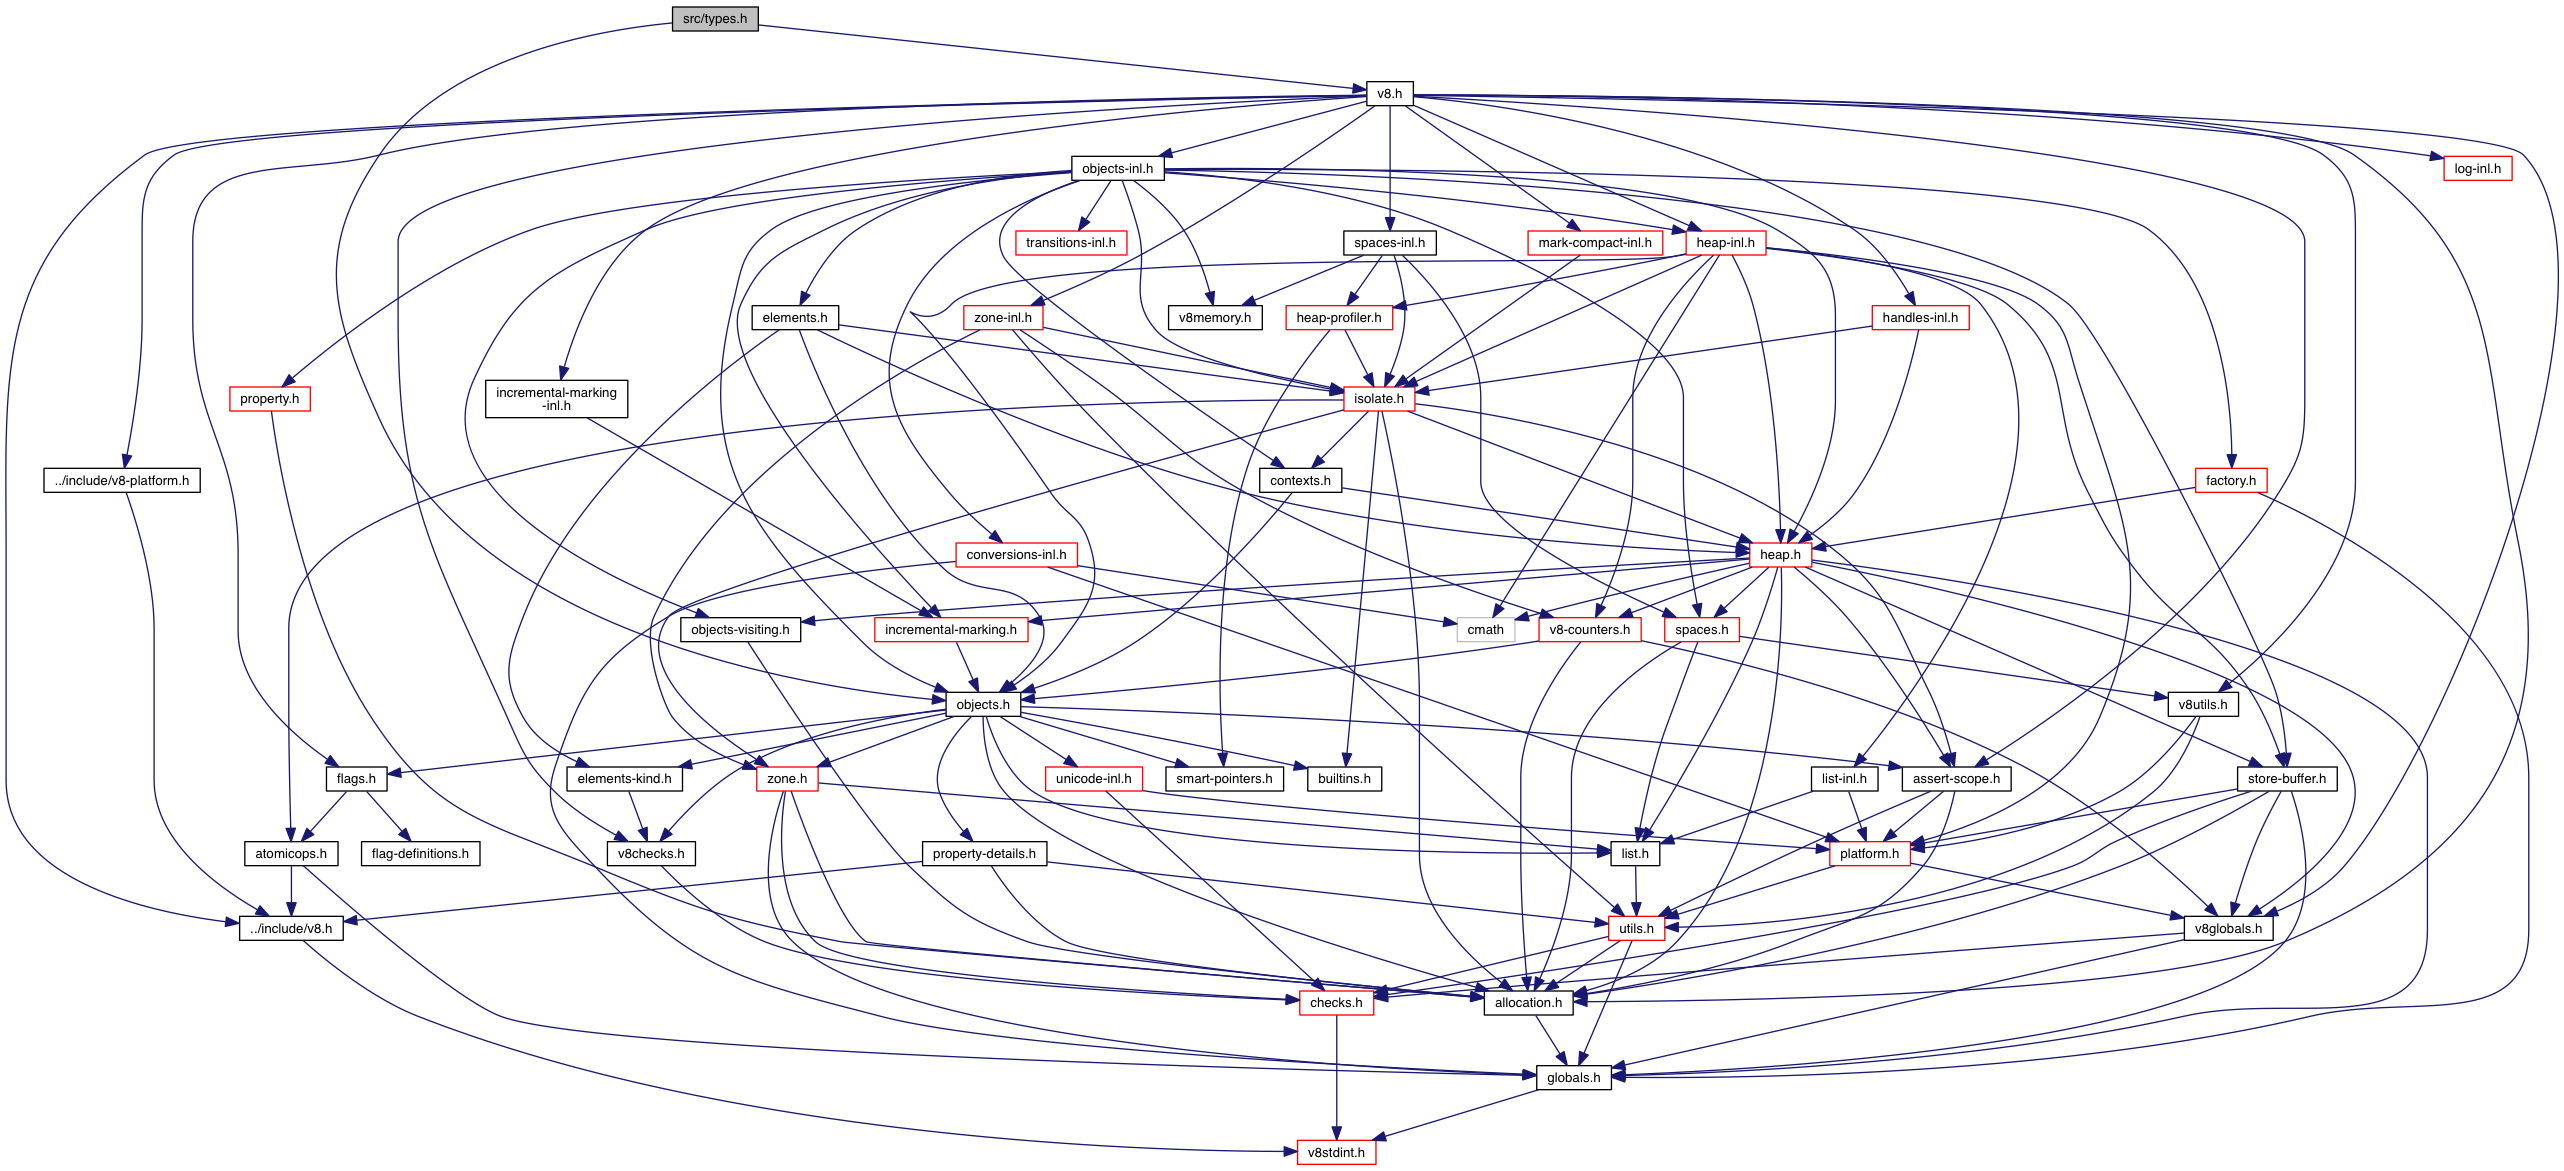 src/types.h
v8.h
objects-inl.h
log-inl.h
transitions-inl.h
spaces-inl.h
mark-compact-inl.h
heap-inl.h
elements.h
zone-inl.h
v8memory.h
heap-profiler.h
handles-inl.h
property.h
incremental-marking
-inl.h
isolate.h
../include/v8-platform.h
contexts.h
factory.h
conversions-inl.h
heap.h
objects-visiting.h
incremental-marking.h
cmath
v8-counters.h
spaces.h
objects.h
v8utils.h
flags.h
elements-kind.h
zone.h
unicode-inl.h
smart-pointers.h
builtins.h
list-inl.h
assert-scope.h
store-buffer.h
atomicops.h
flag-definitions.h
v8checks.h
property-details.h
list.h
platform.h
../include/v8.h
utils.h
v8globals.h
checks.h
allocation.h
globals.h
v8stdint.h